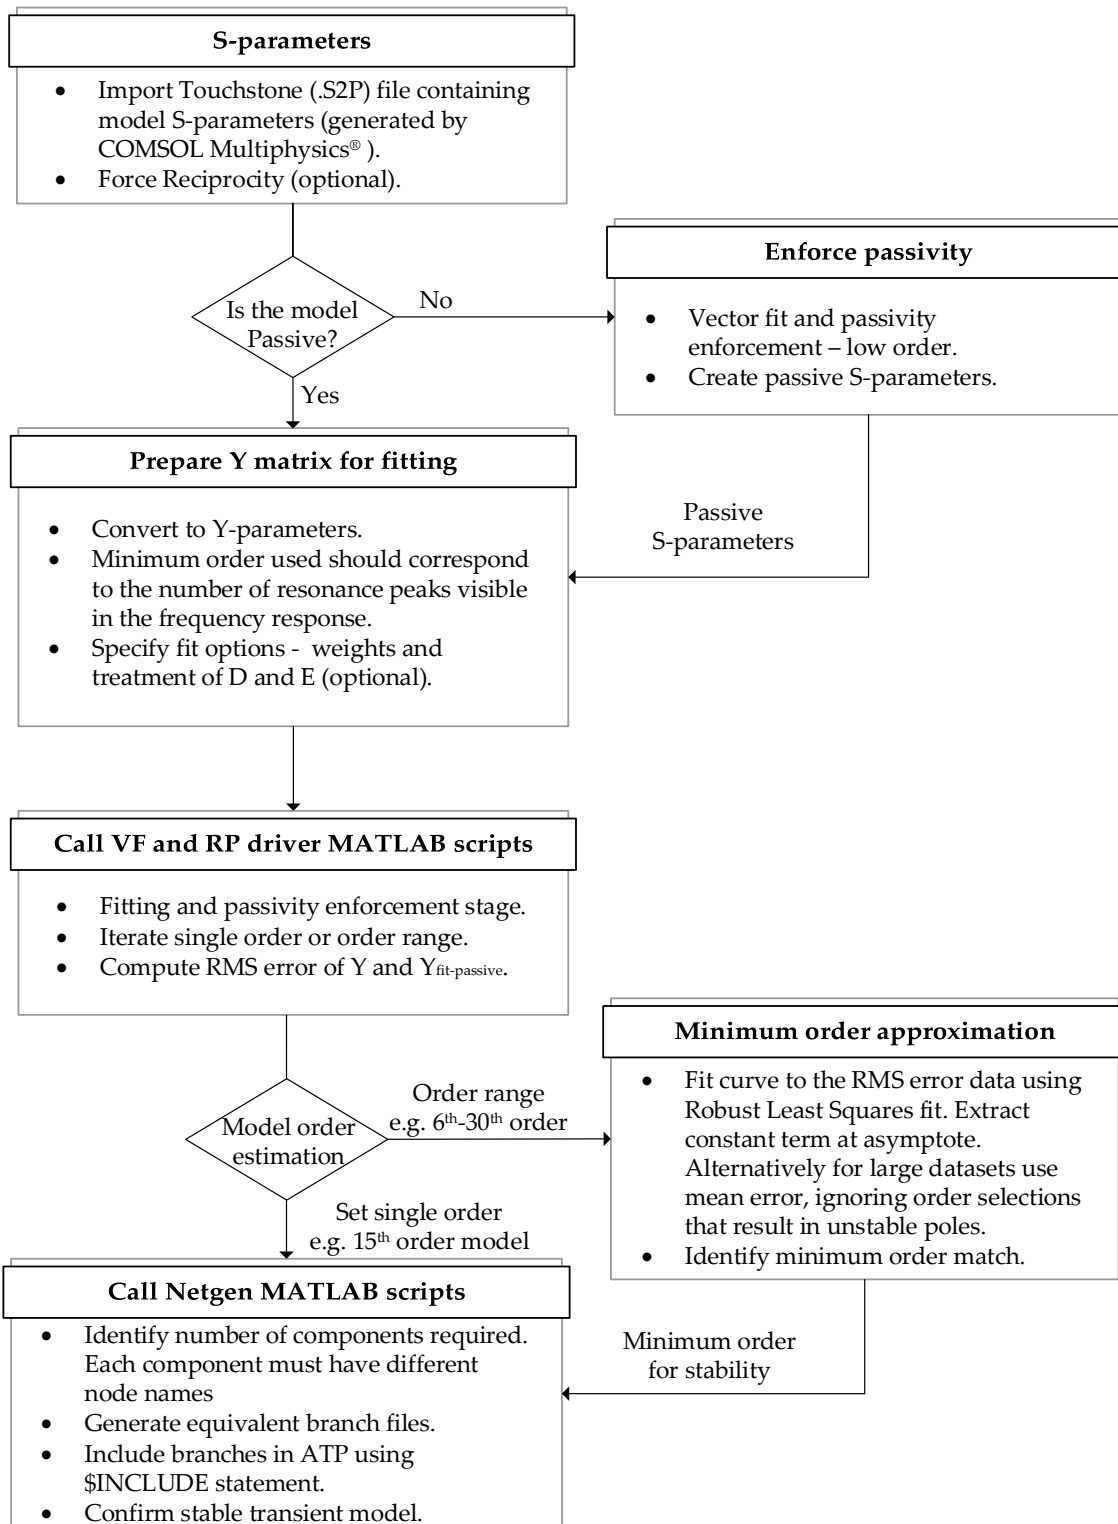 S-parameters
• Import Touchstone (.S2P) file containing
model S-parameters (generated by
COMSOL Multiphysics® ).
• Force Reciprocity (optional).
Is the model
Passive?
No
Yes
Enforce passivity
• Vector fit and passivity
enforcement – low order.
• Create passive S-parameters.
Passive
S-parameters
Prepare Y matrix for fitting
• Convert to Y-parameters.
• Minimum order used should correspond
to the number of resonance peaks visible
in the frequency response.
• Specify fit options - weights and
treatment of D and E (optional).
Call VF and RP driver MATLAB scripts
• Fitting and passivity enforcement stage.
• Iterate single order or order range.
• Compute RMS error of Y and Yfit-passive.
Model order
estimation
Order range
e.g. 6th-30th order
Set single order
e.g. 15th order model
Minimum order approximation
• Fit curve to the RMS error data using
Robust Least Squares fit. Extract
constant term at asymptote.
Alternatively for large datasets use
mean error, ignoring order selections
that result in unstable poles.
• Identify minimum order match.
Minimum order
for stability
Call Netgen MATLAB scripts
• Identify number of components required.
Each component must have different
node names
• Generate equivalent branch files.
• Include branches in ATP using
$INCLUDE statement.
• Confirm stable transient model.